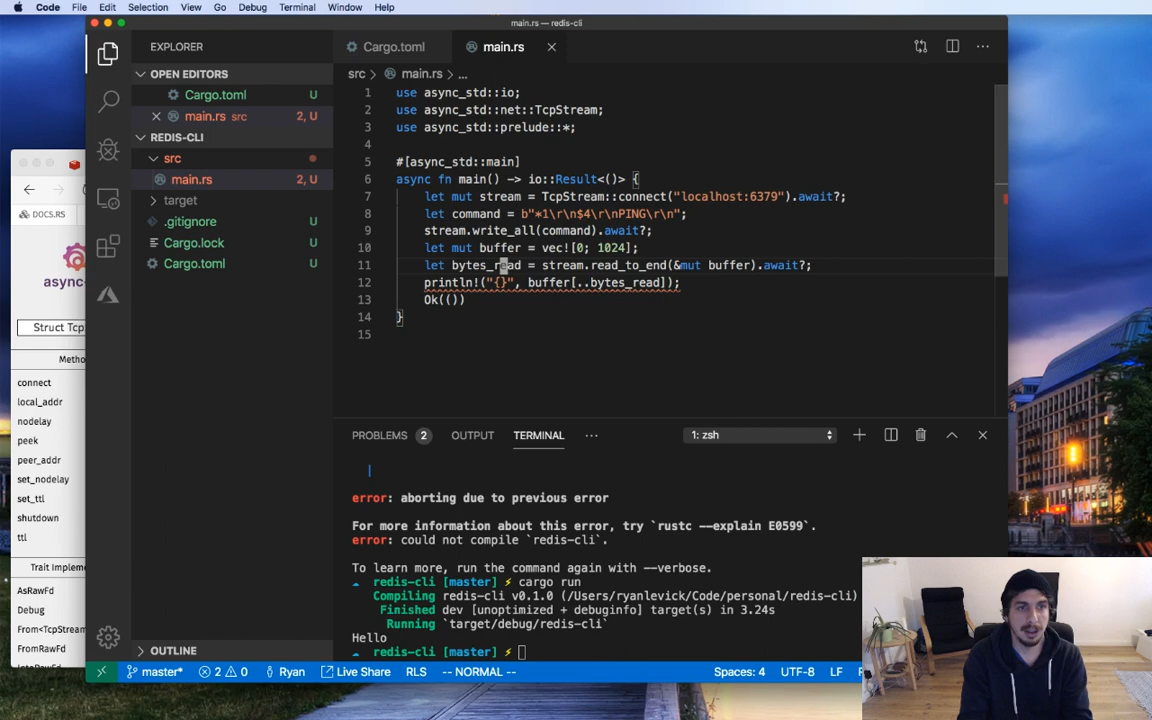 Code File Edit Selection View Go Debug Terminal Window Help
main.rs — redis-cli
EXPLORER
OPEN EDITORS
Cargo.toml U
main.rs src 2, U
REDIS-CLI
src
main.rs 2, U
target
.gitignore U
Cargo.lock U
Cargo.toml U
OUTLINE
Cargo.toml main.rs
src main.rs ...
1 use async_std::io;
2 use async_std::net::TcpStream;
3 use async_std::prelude::*;
4
5 #[async_std::main]
6 async fn main() -> io::Result<()> {
7 let mut stream = TcpStream::connect("localhost:6379").await?;
8 let command = b"*1\r\n$4\r\nPING\r\n";
9 stream.write_all(command).await?;
10 let mut buffer = vec![0; 1024];
11 let bytes_read = stream.read_to_end(&mut buffer).await?;
12 println!("{}", buffer[..bytes_read]);
13 Ok(())
14 }
15
PROBLEMS 2 OUTPUT TERMINAL ... 1: zsh
error: aborting due to previous error
For more information about this error, try `rustc --explain E0599`.
error: could not compile `redis-cli`.
To learn more, run the command again with --verbose.
redis-cli [master] ⚡ cargo run
Compiling redis-cli v0.1.0 (/Users/ryanlevick/Code/personal/redis-cli)
Finished dev [unoptimized + debuginfo] target(s) in 3.24s
Running `target/debug/redis-cli`
Hello
redis-cli [master] ⚡
master* 2 0 Ryan Live Share RLS -- NORMAL -- Spaces: 4 UTF-8 LF
DOCS.RS
async-
Struct Tcp
Metho
connect
local_addr
nodelay
peek
peer_addr
set_nodelay
set_ttl
shutdown
ttl
Trait Impleme
AsRawFd
Debug
From<TcpStream
FromRawFd